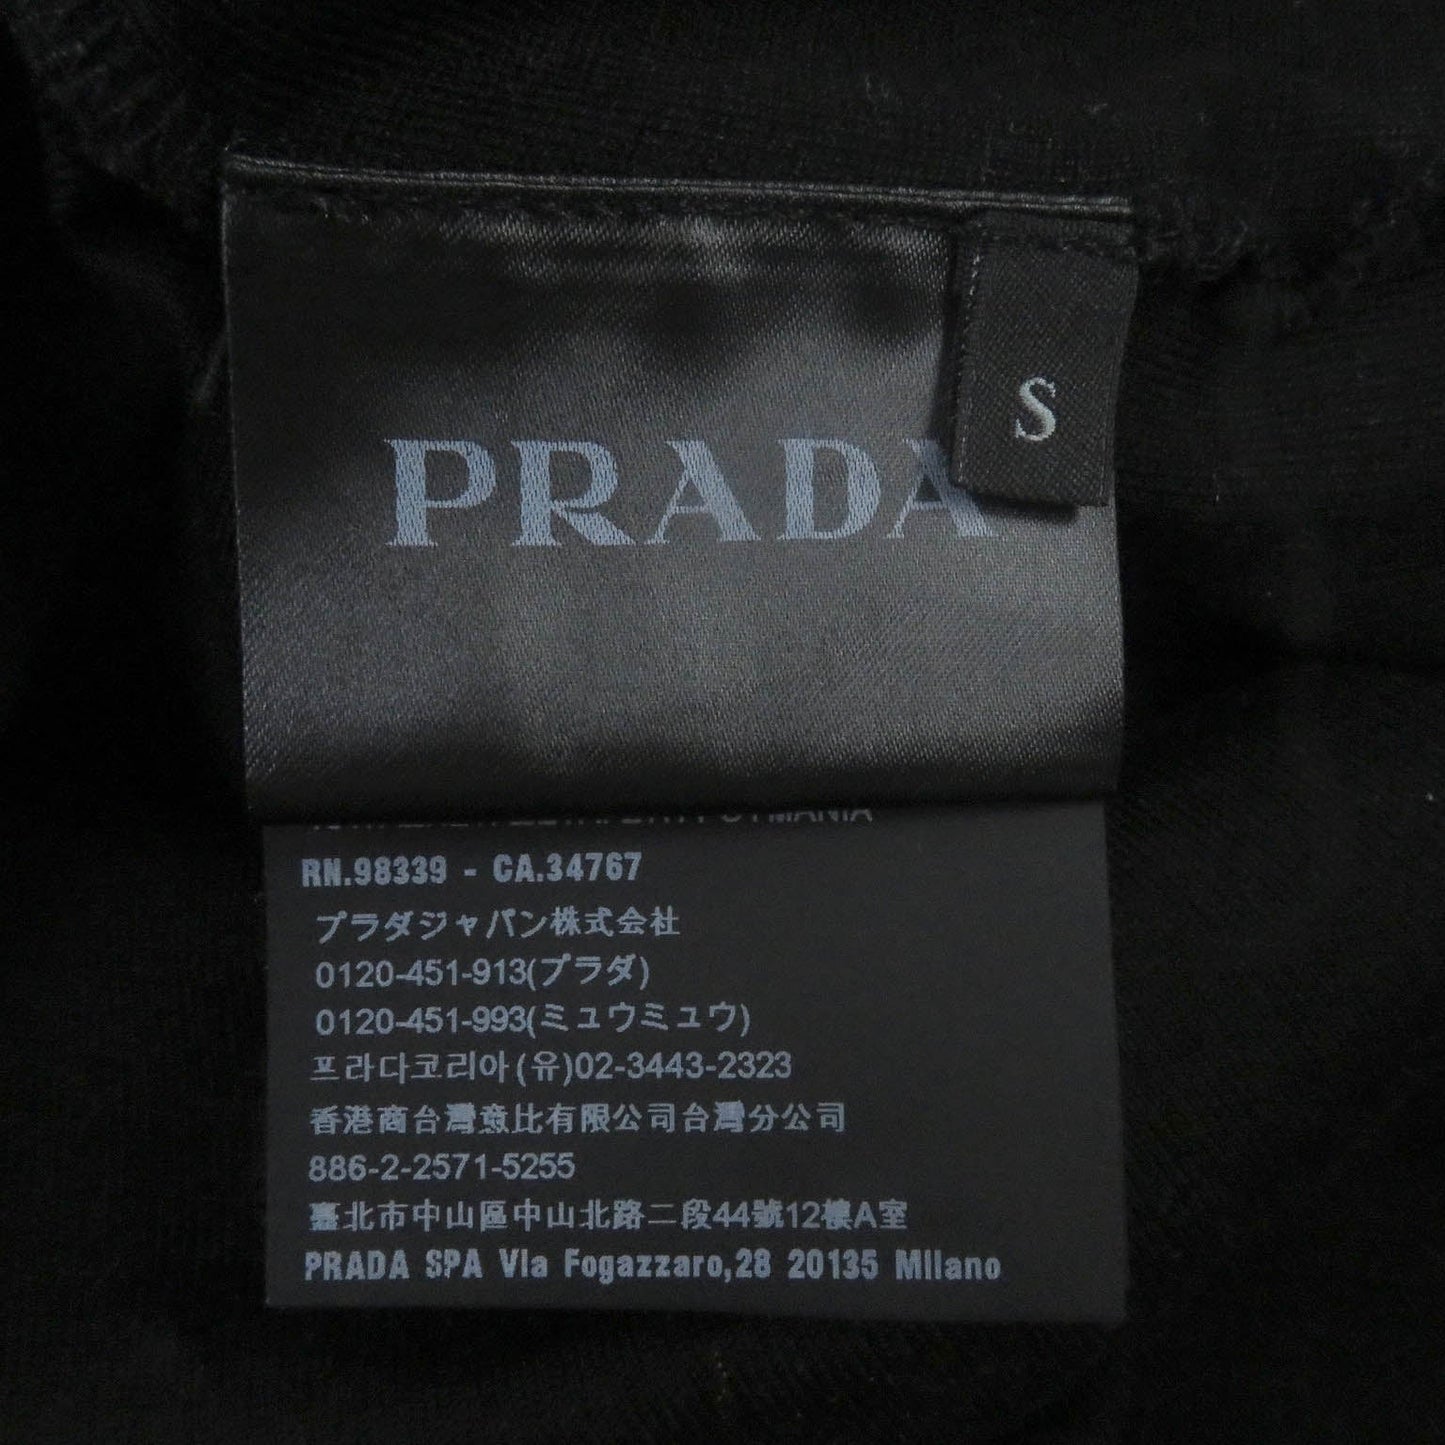 PRADA
S
RN.98339 - CA.34767
プラダジャパン株式会社
0120-451-913(プラダ)
0120-451-993(ミュウミュウ)
프라다코리아(유)02-3443-2323
香港商台灣意比有限公司台灣分公司
886-2-2571-5255
臺北市中山區中山北路二段44號12樓A室
PRADA SPA Via Fogazzaro,28 20135 Milano